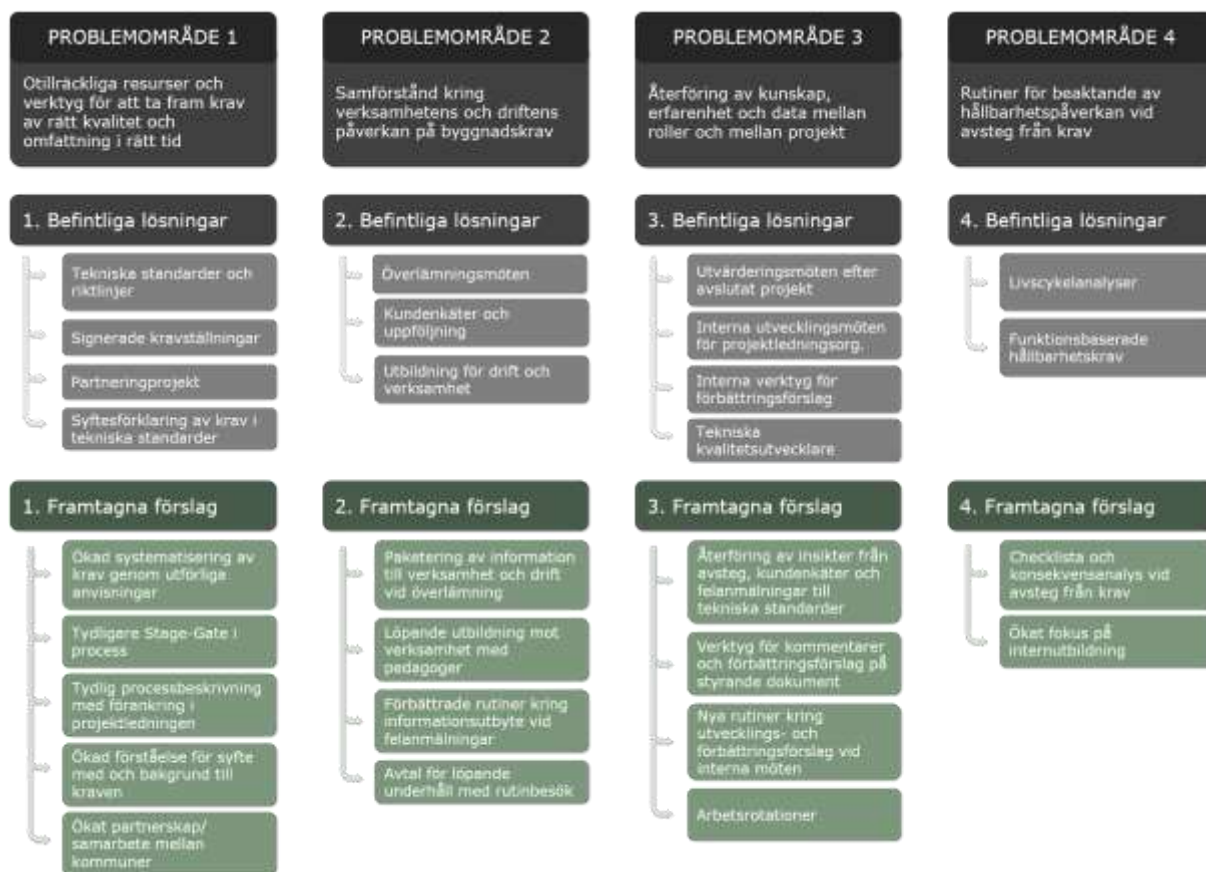 PROBLEMOMRÅDE 1
Otillräckliga resurser och
verktyg för att ta fram krav
av rätt kvalitet och
omfattning i rätt tid
1. Befintliga lösningar
Tekniska standarder och
riktlinjer
Signerade kravställningar
Partneringprojekt
Syftesförklaring av krav i
tekniska standarder
1. Framtagna förslag
Ökad systematisering av
krav genom utförliga
anvisningar
Tydligare Stage-Gate i
process
Tydlig processbeskrivning
med förankring i
projektledningen
Ökad förståelse för syfte
med och bakgrund till
kraven
Ökat partnerskap/
samarbete mellan
kommuner
PROBLEMOMRÅDE 2
Samförstånd kring
verksamhetens och driftens
påverkan på byggnadskrav
2. Befintliga lösningar
Överlämningsmöten
Kundenkäter och
uppföljning
Utbildning för drift och
verksamhet
2. Framtagna förslag
Paketering av information
till verksamhet och drift
vid överlämning
Löpande utbildning mot
verksamhet med
pedagoger
Förbättrade rutiner kring
informationsutbyte vid
felanmälningar
Avtal för löpande
underhåll med rutinbesök
PROBLEMOMRÅDE 3
Återföring av kunskap,
erfarenhet och data mellan
roller och mellan projekt
3. Befintliga lösningar
Utvärderingsmöten efter
avslutat projekt
Interna utvecklingsmöten
för projektledningsorg.
Interna verktyg för
förbättringsförslag
Tekniska
kvalitetsutvecklare
3. Framtagna förslag
Återföring av insikter från
avsteg, kundenkäter och
felanmälningar till
tekniska standarder
Verktyg för kommentarer
och förbättringsförslag på
styrande dokument
Nya rutiner kring
utvecklings- och
förbättringsförslag vid
interna möten
Arbetsrotationer
PROBLEMOMRÅDE 4
Rutiner för beaktande av
hållbarhetspåverkan vid
avsteg från krav
4. Befintliga lösningar
Livscykelanalyser
Funktionsbaserade
hållbarhetskrav
4. Framtagna förslag
Checklista och
konsekvensanalys vid
avsteg från krav
Ökat fokus på
internutbildning